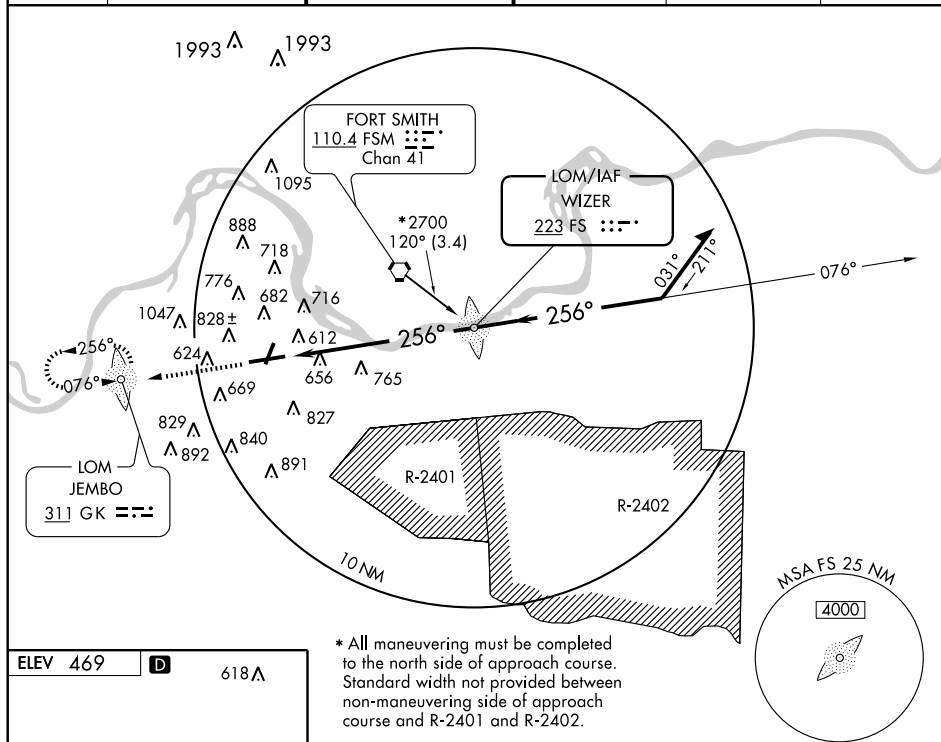 1993
1993
FORT SMITH
110.4 FSM
Chan 41
1095
LOM/IAF
WIZER
223 FS
*2700
120° (3.4)
888
718
776
682
716
1047
828±
612
624
656
765
669
827
829
840
892
891
256°
256°
031°
211°
076°
256°
076°
LOM
JEMBO
311 GK
R-2401
R-2402
10 NM
MSA FS 25 NM
4000
* All maneuvering must be completed
to the north side of approach course.
Standard width not provided between
non-maneuvering side of approach
course and R-2401 and R-2402.
ELEV 469 D
618